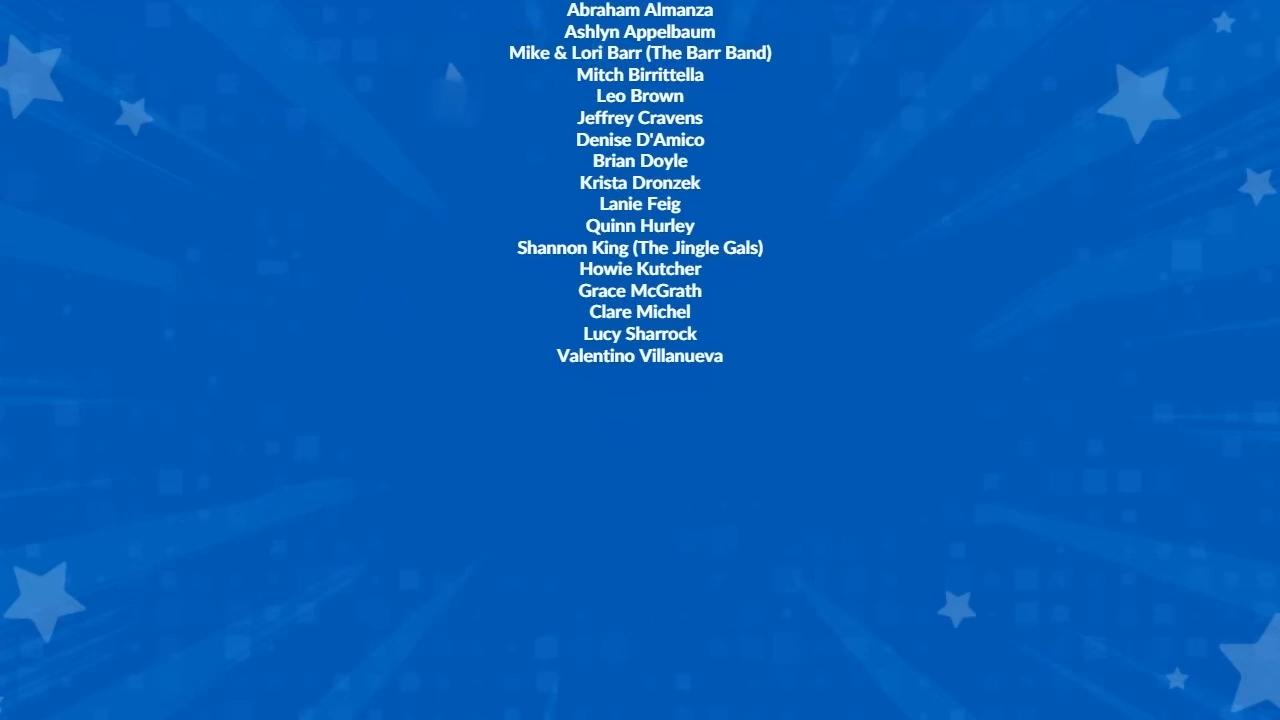 Abraham Almanza
Ashlyn Appelbaum
Mike & Lori Barr (The Barr Band)
Mitch Birrittella
Leo Brown
Jeffrey Cravens
Denise D'Amico
Brian Doyle
Krista Dronzek
Lanie Feig
Quinn Hurley
Shannon King (The Jingle Gals)
Howie Kutcher
Grace McGrath
Clare Michel
Lucy Sharrock
Valentino Villanueva